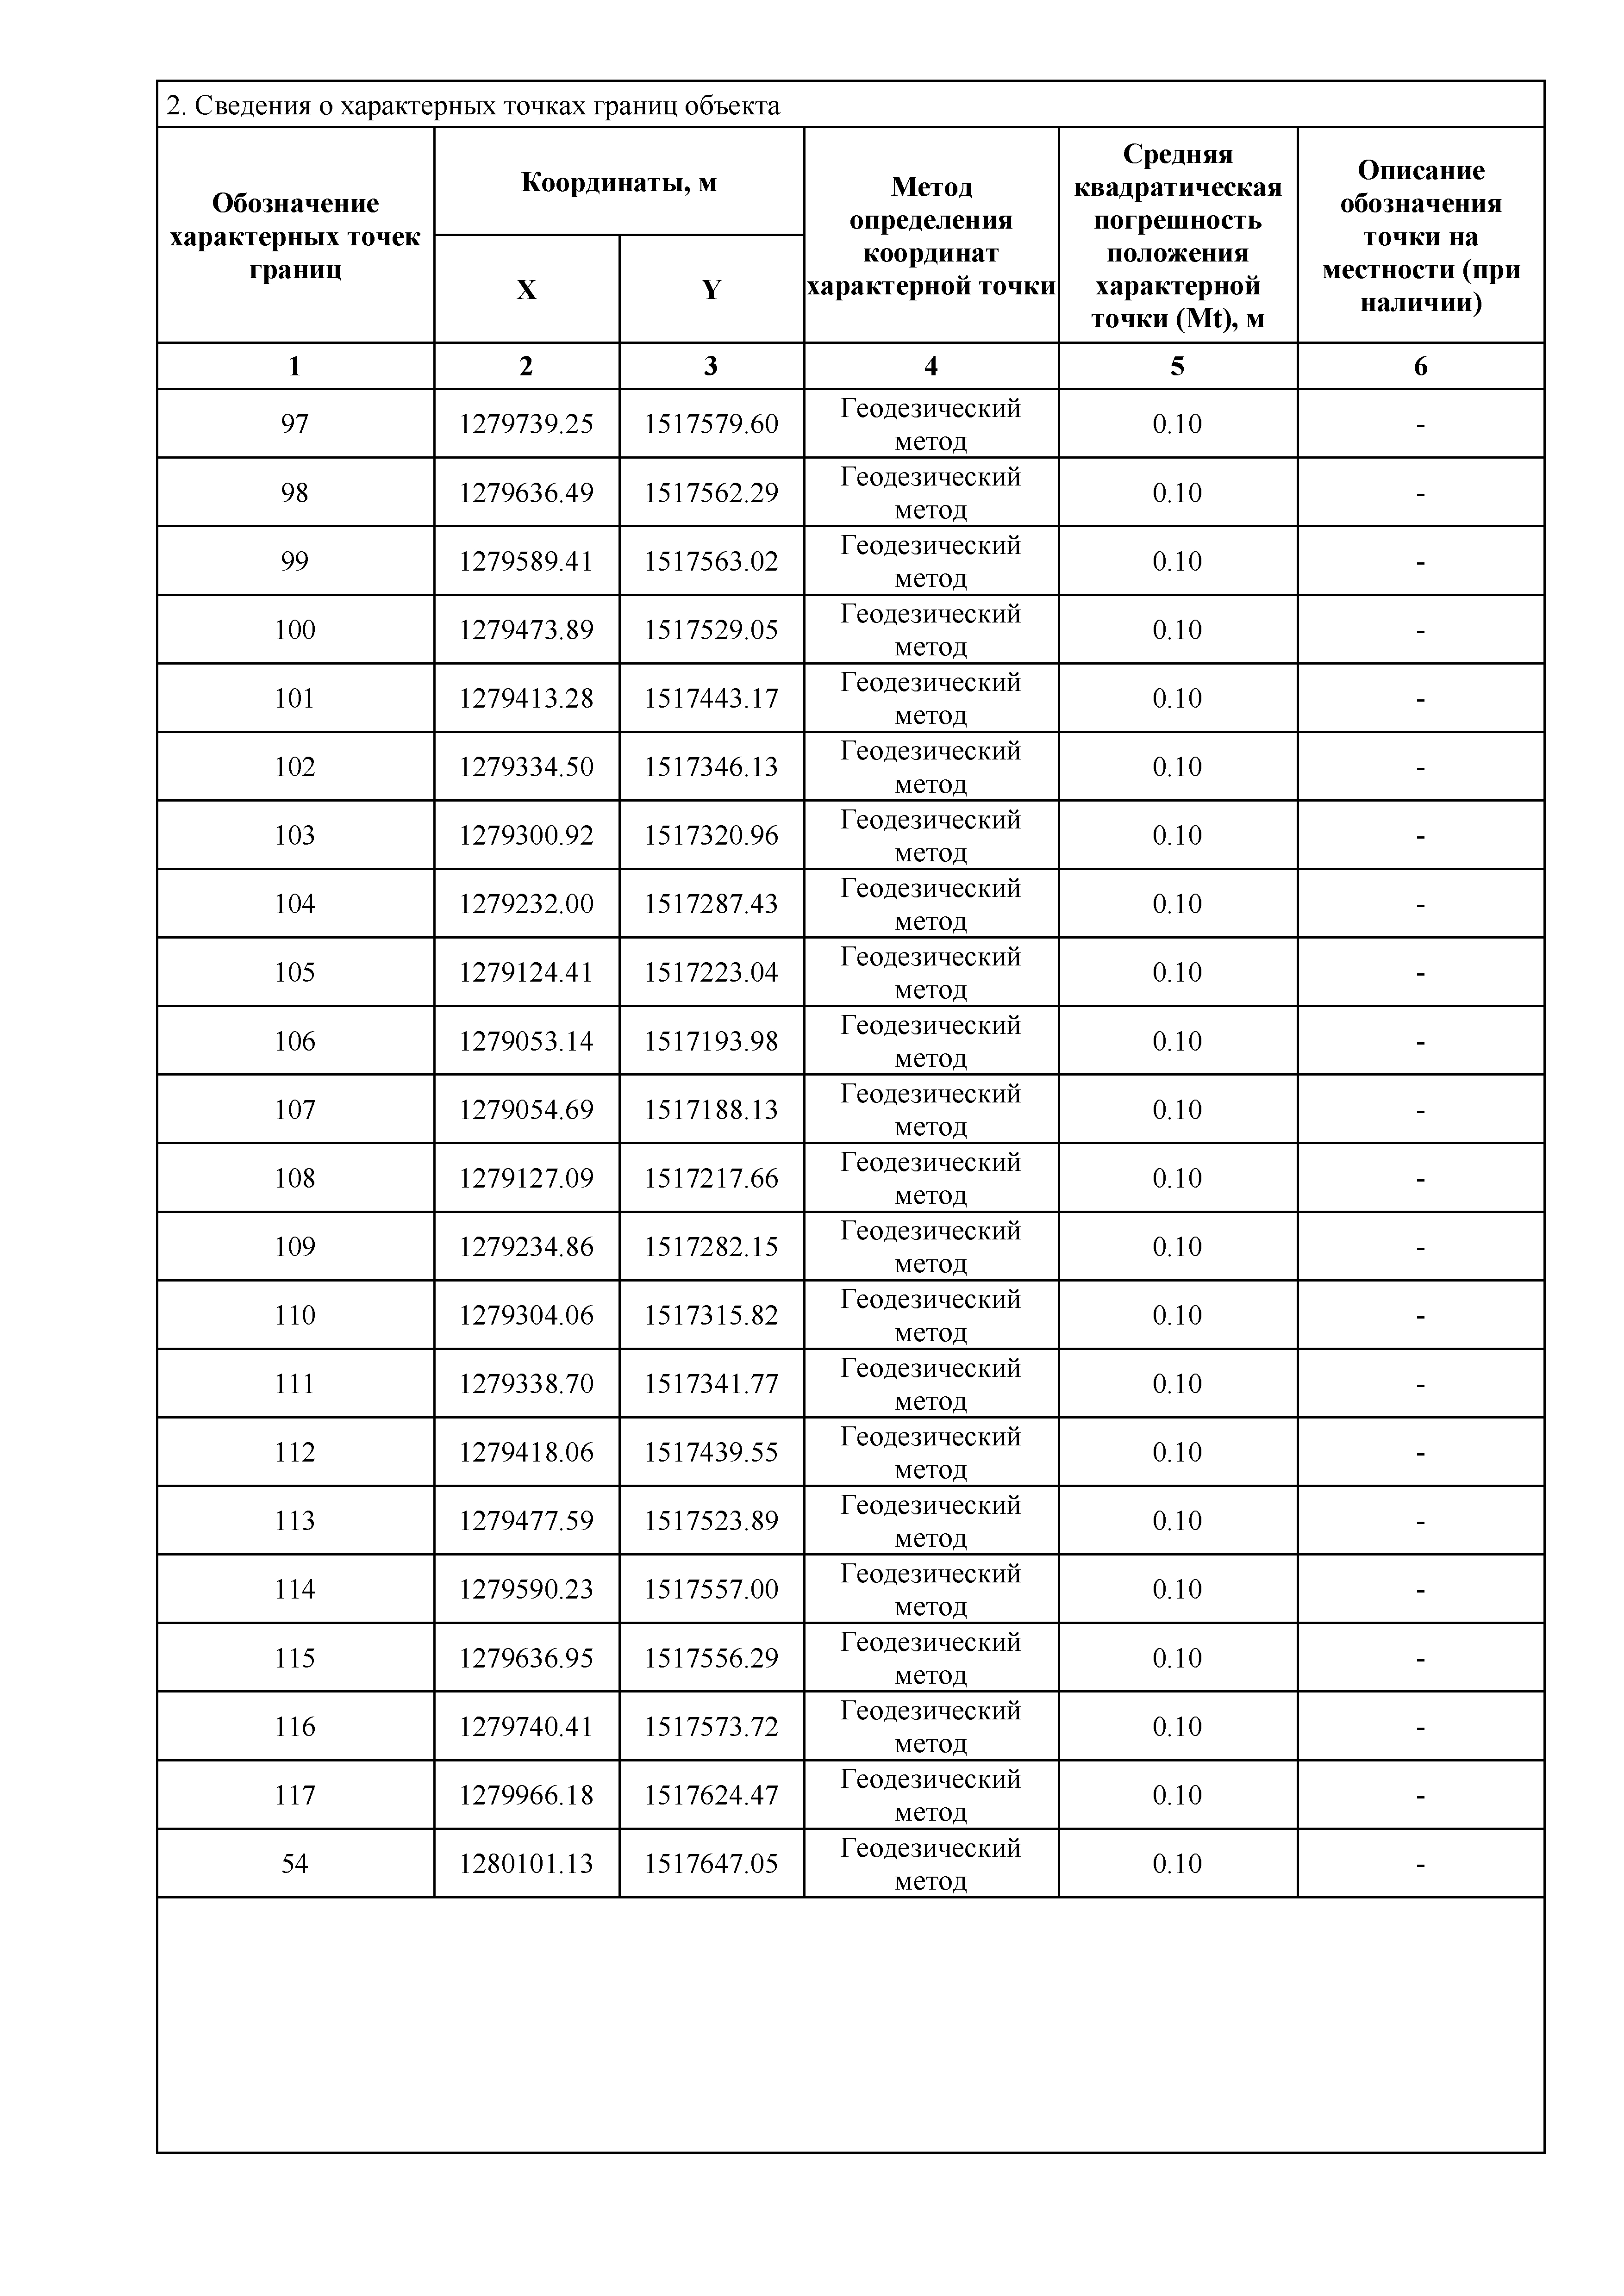 2. Сведения о характерных точках границ объекта
Обозначение
характерных точек
границ
Координаты, м
X
Y
Метод
определения
координат
характерной точки
Средняя
квадратическая
погрешность
положения
характерной
точки (Mt), м
Описание
обозначения
точки на
местности (при
наличии)
1 2 3 4 5 6
97 1279739.25 1517579.60 Геодезический
метод 0.10 -
98 1279636.49 1517562.29 Геодезический
метод 0.10 -
99 1279589.41 1517563.02 Геодезический
метод 0.10 -
100 1279473.89 1517529.05 Геодезический
метод 0.10 -
101 1279413.28 1517443.17 Геодезический
метод 0.10 -
102 1279334.50 1517346.13 Геодезический
метод 0.10 -
103 1279300.92 1517320.96 Геодезический
метод 0.10 -
104 1279232.00 1517287.43 Геодезический
метод 0.10 -
105 1279124.41 1517223.04 Геодезический
метод 0.10 -
106 1279053.14 1517193.98 Геодезический
метод 0.10 -
107 1279054.69 1517188.13 Геодезический
метод 0.10 -
108 1279127.09 1517217.66 Геодезический
метод 0.10 -
109 1279234.86 1517282.15 Геодезический
метод 0.10 -
110 1279304.06 1517315.82 Геодезический
метод 0.10 -
111 1279338.70 1517341.77 Геодезический
метод 0.10 -
112 1279418.06 1517439.55 Геодезический
метод 0.10 -
113 1279477.59 1517523.89 Геодезический
метод 0.10 -
114 1279590.23 1517557.00 Геодезический
метод 0.10 -
115 1279636.95 1517556.29 Геодезический
метод 0.10 -
116 1279740.41 1517573.72 Геодезический
метод 0.10 -
117 1279966.18 1517624.47 Геодезический
метод 0.10 -
54 1280101.13 1517647.05 Геодезический
метод 0.10 -